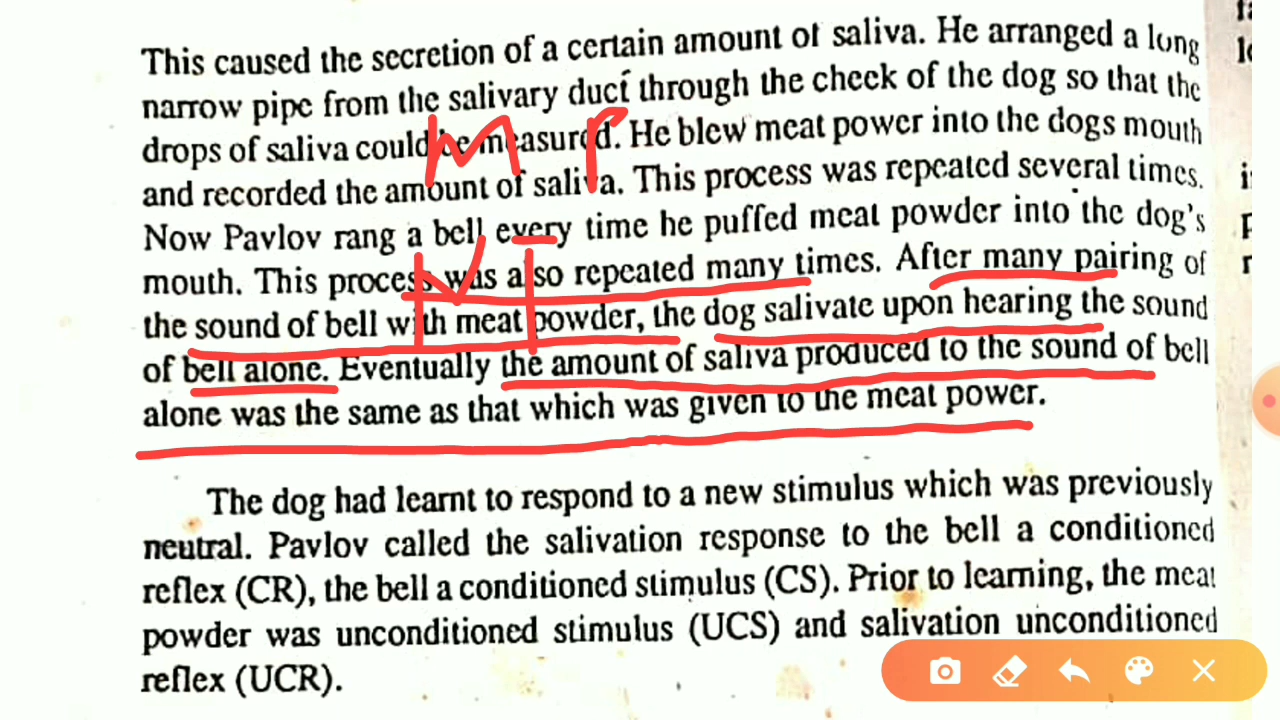 This caused the secretion of a certain amount of saliva. He arranged a long
narrow pipe from the salivary duct through the cheek of the dog so that the
drops of saliva could be measured. He blew meat power into the dogs mouth
and recorded the amount of saliva. This process was repeated several times.
Now Pavlov rang a bell every time he puffed meat powder into the dog's
mouth. This process was also repeated many times. After many pairing of
the sound of bell with meat powder, the dog salivate upon hearing the sound
of bell alone. Eventually the amount of saliva produced to the sound of bell
alone was the same as that which was given to the meat power.
The dog had learnt to respond to a new stimulus which was previously
neutral. Pavlov called the salivation response to the bell a conditioned
reflex (CR), the bell a conditioned stimulus (CS). Prior to learning, the meat
powder was unconditioned stimulus (UCS) and salivation unconditioned
reflex (UCR).